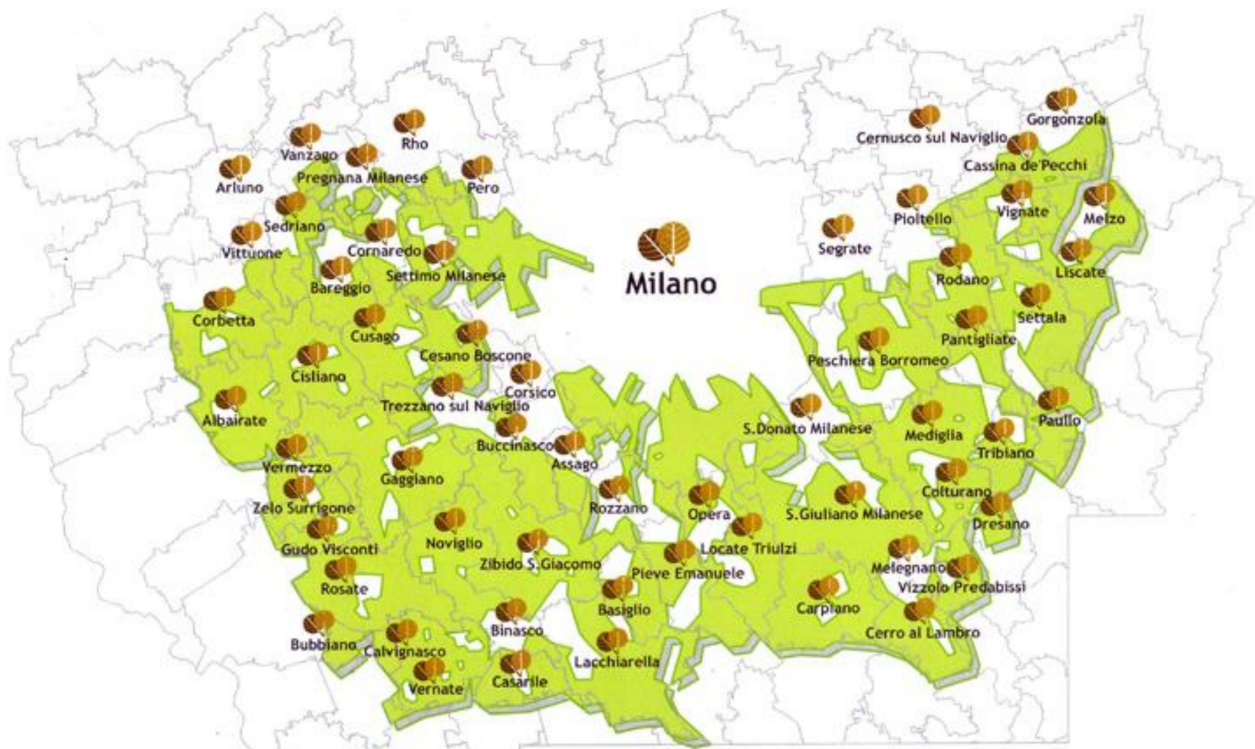 Gorgonzola
Cernusco sul Naviglio
Rho
Vanzago
Cassina de'Pecchi
Pregnana Milanese
Arluno
Pero
Vignate
Melzo
Pioltello
Sedriano
Segrate
Cornaredo
Vittuone
Settimo Milanese
Liscate
Rodano
Milano
Bareggio
Settala
Corbetta
Cusago
Pantigliate
Cesano Boscone
Peschiera Borromeo
Cisliano
Corsico
Trezzano sul Naviglio
Albairate
Paullo
S.Donato Milanese
Mediglia
Buccinasco
Tribiano
Assago
Vermezzo
Gaggiano
Colturano
Zelo Surrigone
Rozzano
Opera
S.Giuliano Milanese
Dresano
Gudo Visconti
Noviglio
Locate Triulzi
Zibido S.Giacomo
Melegnano
Pieve Emanuele
Vizzolo Predabissi
Rosate
Basiglio
Carpiano
Binasco
Cerro al Lambro
Bubbiano
Calvignasco
Lacchiarella
Casarile
Vernate